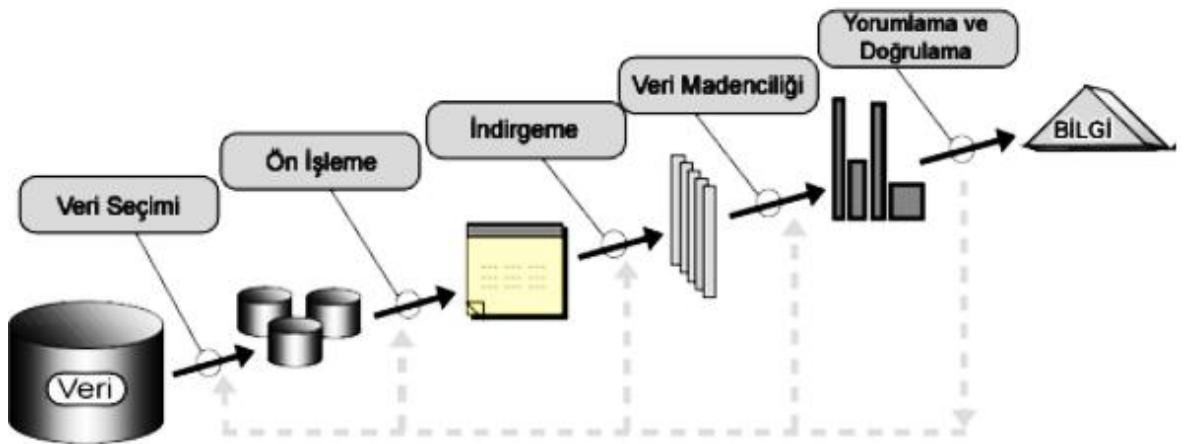 Yorumlama ve
Doğrulama
Veri Madenciliği
BİLGİ
İndirgeme
Ön İşleme
Veri Seçimi
Veri